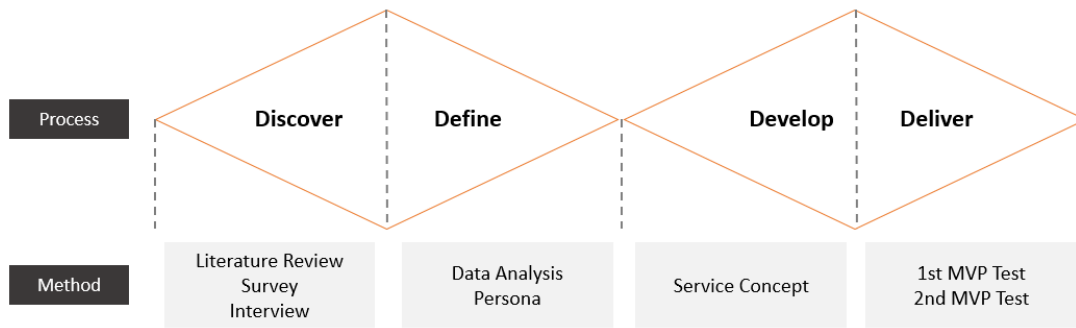 Process
Discover
Define
Develop
Deliver
Method
Literature Review
Survey
Interview
Data Analysis
Persona
Service Concept
1st MVP Test
2nd MVP Test